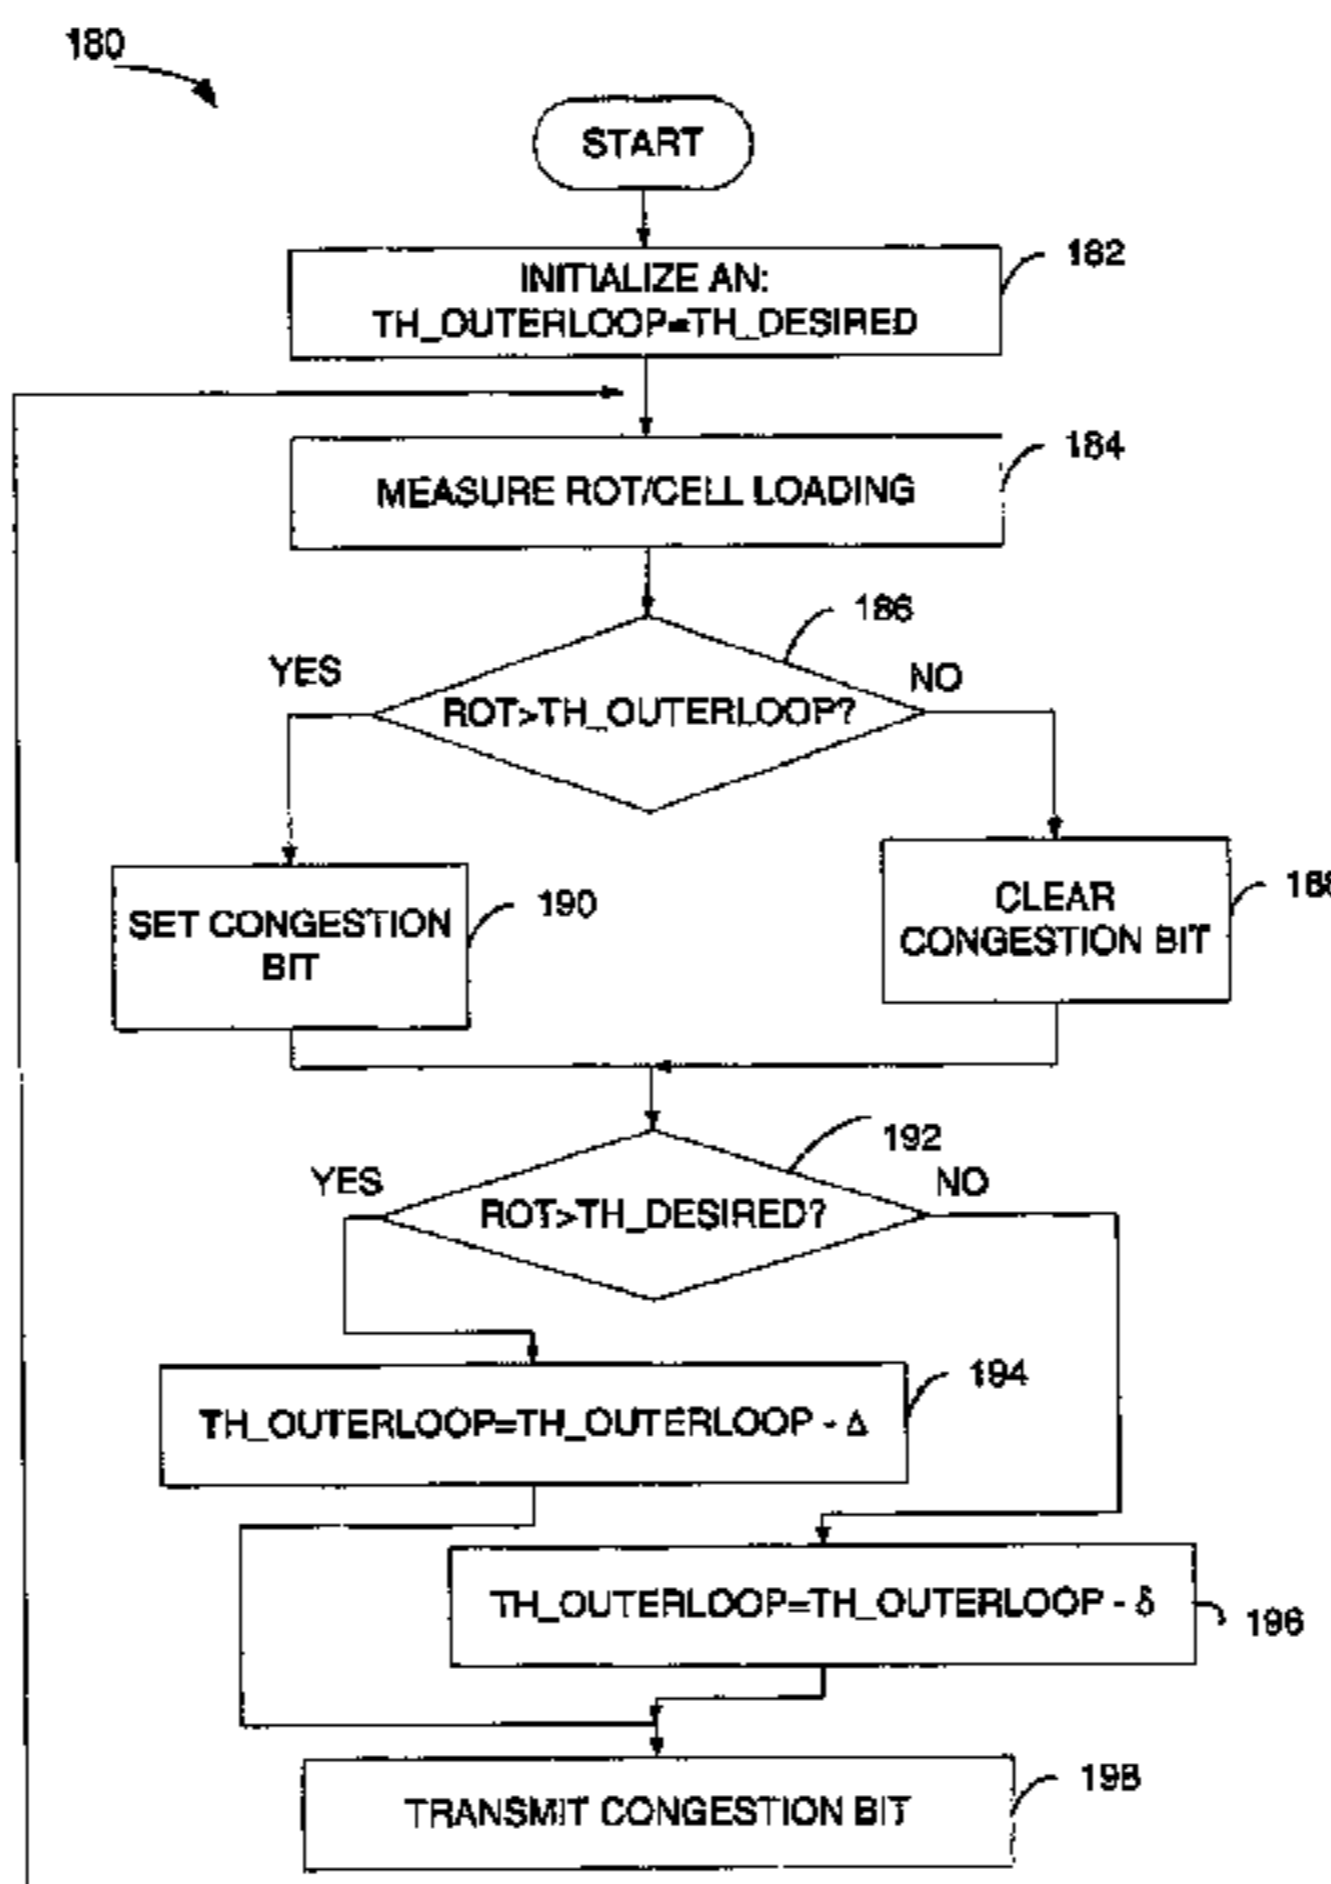 180
START
182
INITIALIZE AN:
TH_OUTERLOOP=TH_DESIRED
184
MEASURE ROT/CELL LOADING
186
YES
NO
ROT>TH_OUTERLOOP?
190
SET CONGESTION
BIT
188
CLEAR
CONGESTION BIT
192
YES
NO
ROT>TH_DESIRED?
194
TH_OUTERLOOP=TH_OUTERLOOP - Δ
TH_OUTERLOOP=TH_OUTERLOOP - δ
196
198
TRANSMIT CONGESTION BIT